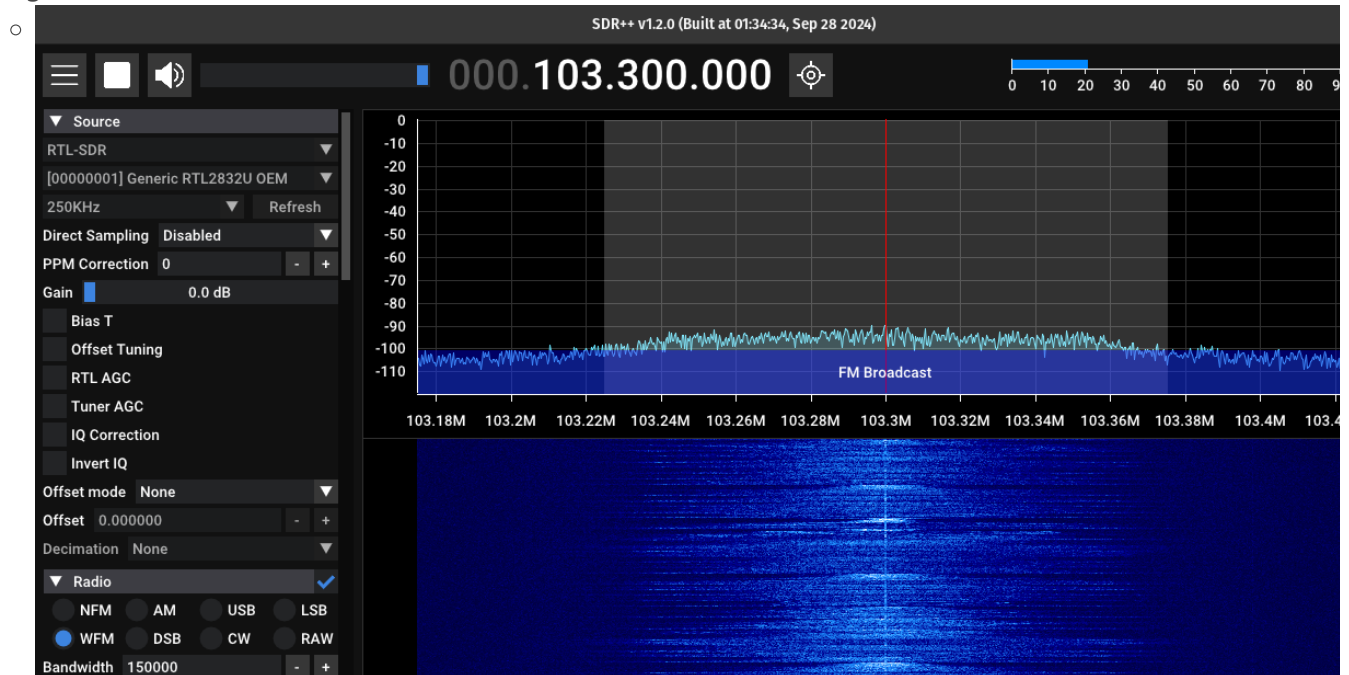 SDR++ v1.2.0 (Built at 01:34:34, Sep 28 2024)
000.103.300.000
0 10 20 30 40 50 60 70 80 9
Source
RTL-SDR
[00000001] Generic RTL2832U OEM
250KHz Refresh
Direct Sampling Disabled
PPM Correction 0 - +
Gain 0.0 dB
Bias T
Offset Tuning
RTL AGC
Tuner AGC
IQ Correction
Invert IQ
Offset mode None
Offset 0.000000 - +
Decimation None
Radio
NFM AM USB LSB
WFM DSB CW RAW
Bandwidth 150000 - +
0
-10
-20
-30
-40
-50
-60
-70
-80
-90
-100
-110
FM Broadcast
103.18M 103.2M 103.22M 103.24M 103.26M 103.28M 103.3M 103.32M 103.34M 103.36M 103.38M 103.4M 103.4